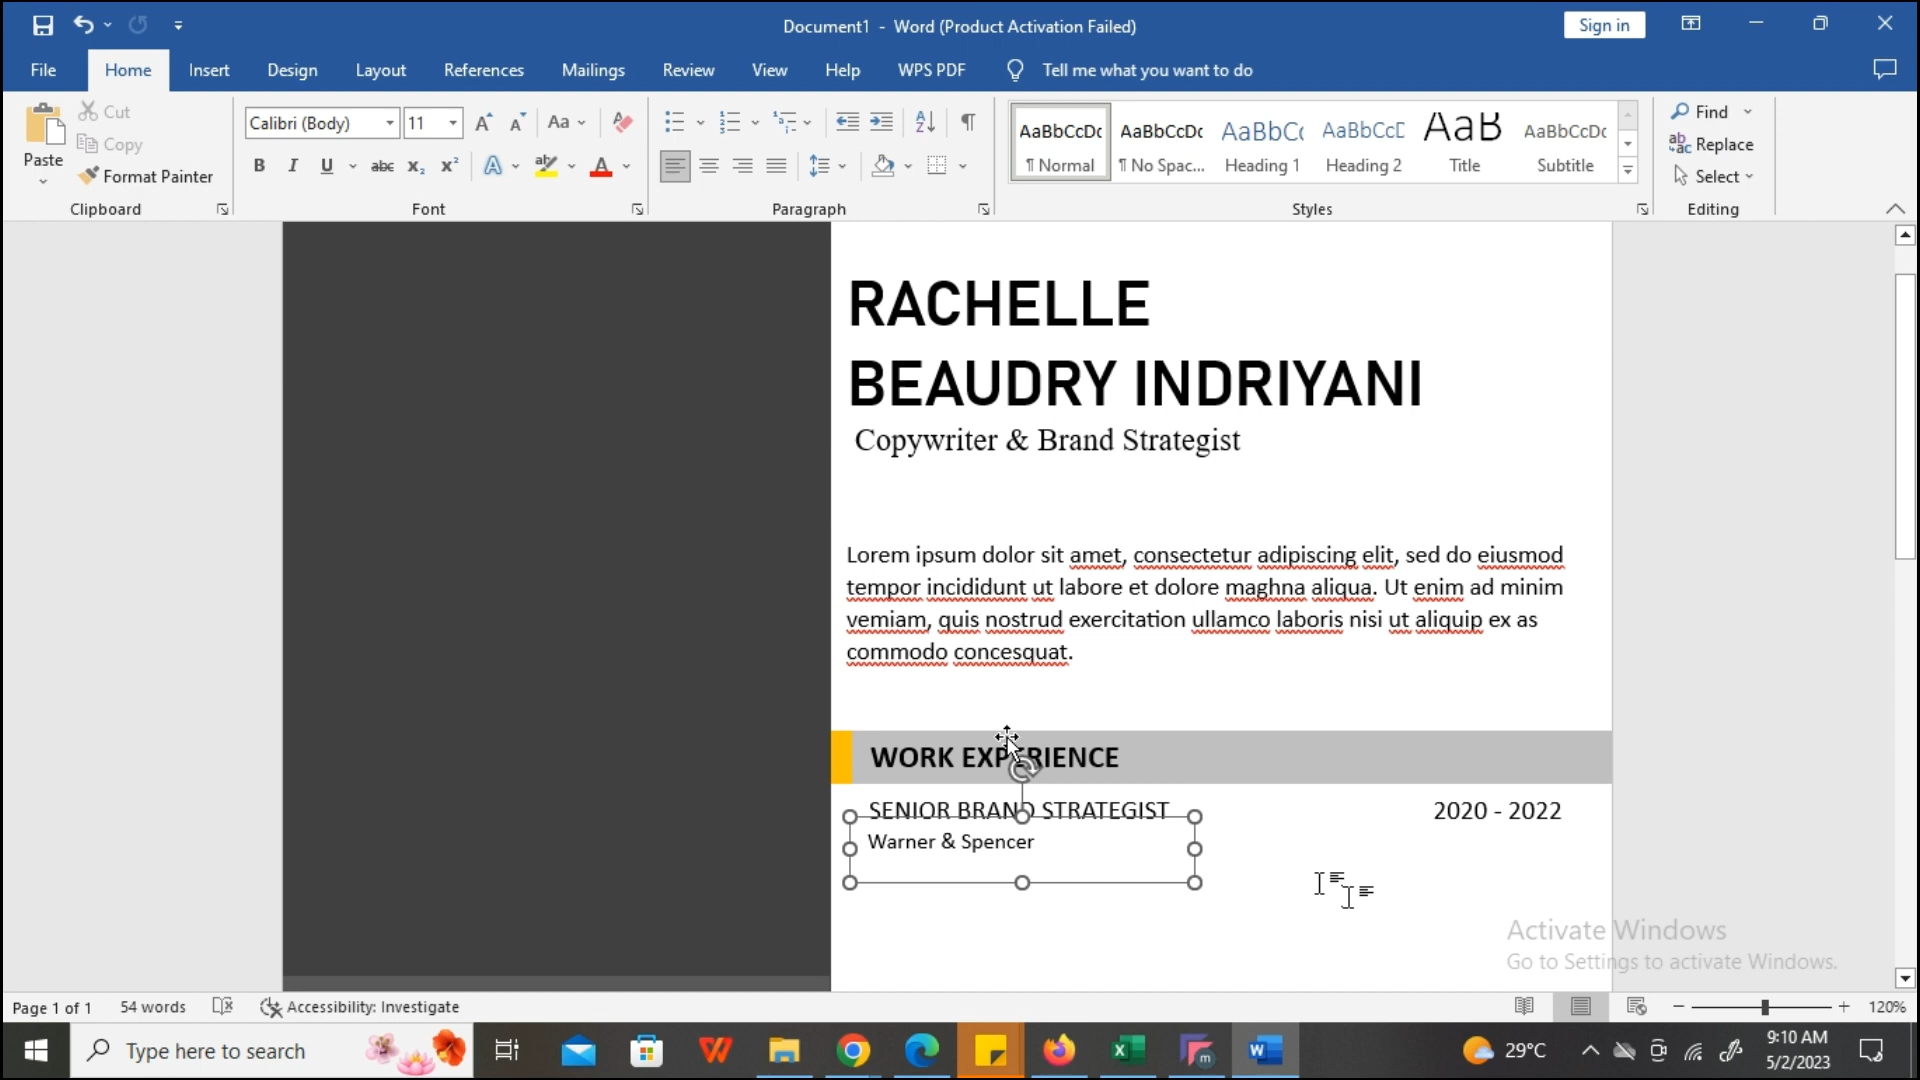 Document1 - Word (Product Activation Failed)
Sign in
File Home Insert Design Layout References Mailings Review View Help WPS PDF Tell me what you want to do
Paste
Cut
Copy
Format Painter
Clipboard
Calibri (Body) 11
Font
Paragraph
AaBbCcDc AaBbCcDc AaBbCc AaBbCcD AaB AaBbCcDc
¶ Normal ¶ No Spac... Heading 1 Heading 2 Title Subtitle
Styles
Find
Replace
Select
Editing
RACHELLE
BEAUDRY INDRIYANI
Copywriter & Brand Strategist
Lorem ipsum dolor sit amet, consectetur adipiscing elit, sed do eiusmod
tempor incididunt ut labore et dolore maghna aliqua. Ut enim ad minim
vemiam, quis nostrud exercitation ullamco laboris nisi ut aliquip ex as
commodo concesquat.
WORK EXPERIENCE
SENIOR BRAND STRATEGIST 2020 - 2022
Warner & Spencer
Activate Windows
Go to Settings to activate Windows.
Page 1 of 1 54 words Accessibility: Investigate 120%
Type here to search
29°C
9:10 AM
5/2/2023